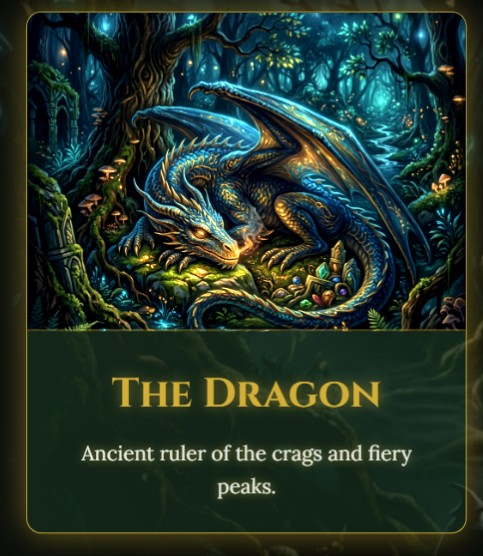 The Dragon
Ancient ruler of the crags and fiery
peaks.